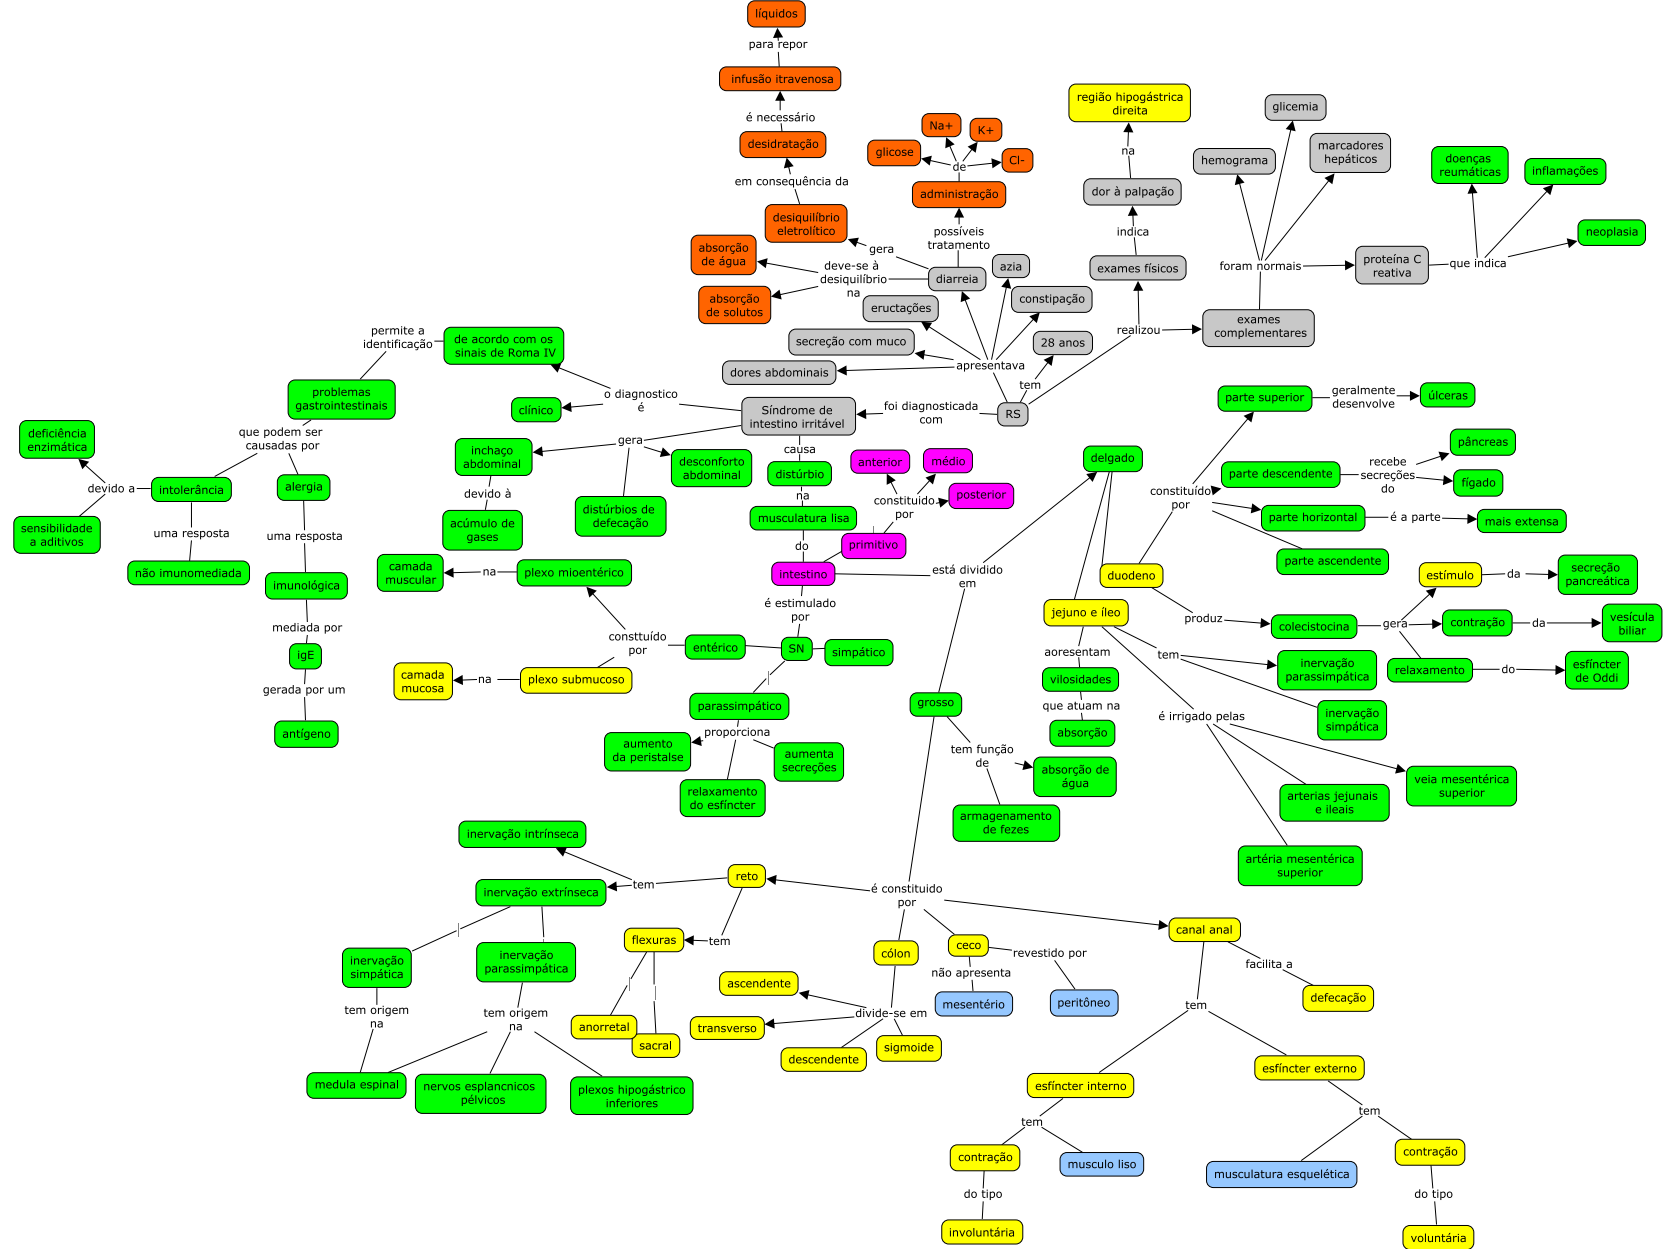 líquidos
para repor
infusão itravenosa
é necessário
desidratação
em consequência da
desiquilíbrio
eletrolítico
gera
absorção
de água
deve-se à
desiquilíbrio
na
absorção
de solutos
Na+
K+
glicose
Cl-
de
administração
possíveis
tratamento
diarreia
azia
constipação
eructações
secreção com muco
28 anos
dores abdominais
apresentava
tem
RS
realizou
região hipogástrica
direita
na
dor à palpação
indica
exames físicos
glicemia
hemograma
marcadores
hepáticos
foram normais
exames
complementares
proteína C
reativa
que indica
doenças
reumáticas
inflamações
neoplasia
foi diagnosticada
com
Síndrome de
intestino irritável
o diagnostico
é
clínico
de acordo com os
sinais de Roma IV
permite a
identificação
problemas
gastrointestinais
que podem ser
causadas por
intolerância
alergia
devido a
deficiência
enzimática
sensibilidade
a aditivos
uma resposta
não imunomediada
uma resposta
imunológica
mediada por
igE
gerada por um
antígeno
gera
inchaço
abdominal
devido à
acúmulo de
gases
distúrbios de
defecação
desconforto
abdominal
causa
distúrbio
na
musculatura lisa
do
intestino
primitivo
constituido
por
anterior
médio
posterior
é estimulado
por
SN
simpático
entérico
consttuído
por
plexo mioentérico
na
camada
muscular
plexo submucoso
na
camada
mucosa
parassimpático
proporciona
aumento
da peristalse
relaxamento
do esfíncter
aumenta
secreções
está dividido
em
delgado
duodeno
constituído
por
parte superior
geralmente
desenvolve
úlceras
parte descendente
recebe
secreções
do
pâncreas
fígado
parte horizontal
é a parte
mais extensa
parte ascendente
produz
colecistocina
gera
estímulo
da
secreção
pancreática
contração
da
vesícula
biliar
relaxamento
do
esfíncter
de Oddi
jejuno e íleo
aoresentam
vilosidades
que atuam na
absorção
tem
inervação
parassimpática
inervação
simpática
é irrigado pelas
veia mesentérica
superior
arterias jejunais
e ileais
artéria mesentérica
superior
grosso
tem função
de
absorção de
água
armagenamento
de fezes
é constituido
por
reto
tem
inervação intrínseca
inervação extrínseca
inervação
simpática
tem origem
na
inervação
parassimpática
tem origem
na
medula espinal
nervos esplancnicos
pélvicos
plexos hipogástrico
inferiores
tem
flexuras
anorretal
sacral
cólon
divide-se em
ascendente
transverso
descendente
sigmoide
ceco
não apresenta
mesentério
revestido por
peritôneo
canal anal
facilita a
defecação
tem
esfíncter interno
tem
contração
do tipo
involuntária
musculo liso
esfíncter externo
tem
musculatura esquelética
contração
do tipo
voluntária